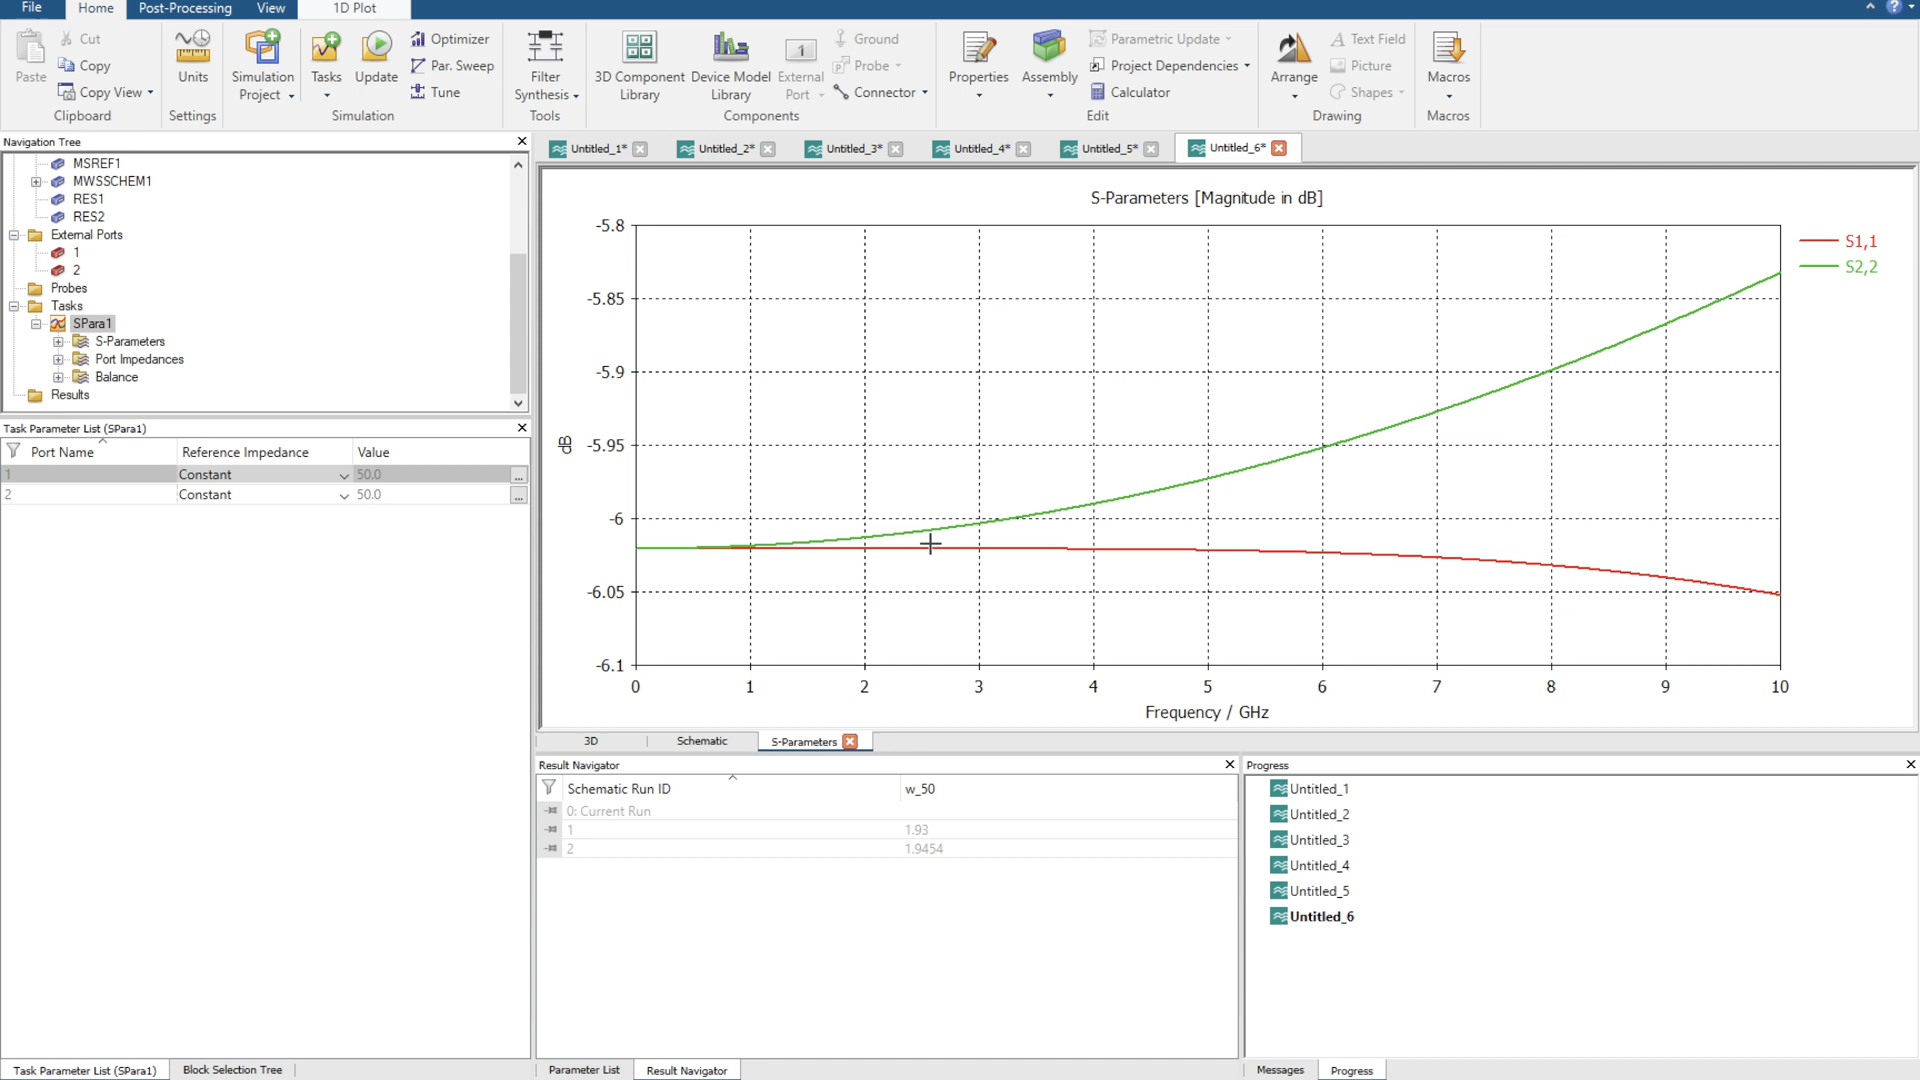 File Home Post-Processing View 1D Plot
Paste
Cut
Copy
Copy View
Clipboard
Units
Settings
Simulation
Project
Tasks
Update
Optimizer
Par. Sweep
Tune
Simulation
Filter
Synthesis
Tools
3D Component
Library
Device Model
Library
External
Port
Ground
Probe
Connector
Components
Properties
Assembly
Parametric Update
Project Dependencies
Calculator
Edit
Arrange
Text Field
Picture
Shapes
Drawing
Macros
Macros
Navigation Tree
MSREF1
MWSSCHEM1
RES1
RES2
External Ports
1
2
Probes
Tasks
SPara1
S-Parameters
Port Impedances
Balance
Results
Task Parameter List (SPara1)
Port Name Reference Impedance Value
1 Constant 50.0 ...
2 Constant 50.0 ...
Task Parameter List (SPara1) Block Selection Tree
Untitled_1* Untitled_2* Untitled_3* Untitled_4* Untitled_5* Untitled_6*
S-Parameters [Magnitude in dB]
-5.8
-5.85
-5.9
-5.95
-6
-6.05
-6.1
dB
0 1 2 3 4 5 6 7 8 9 10
Frequency / GHz
S1,1
S2,2
3D Schematic S-Parameters
Result Navigator
Schematic Run ID w_50
0: Current Run
1 1.93
2 1.9454
Parameter List Result Navigator
Progress
Untitled_1
Untitled_2
Untitled_3
Untitled_4
Untitled_5
Untitled_6
Messages Progress